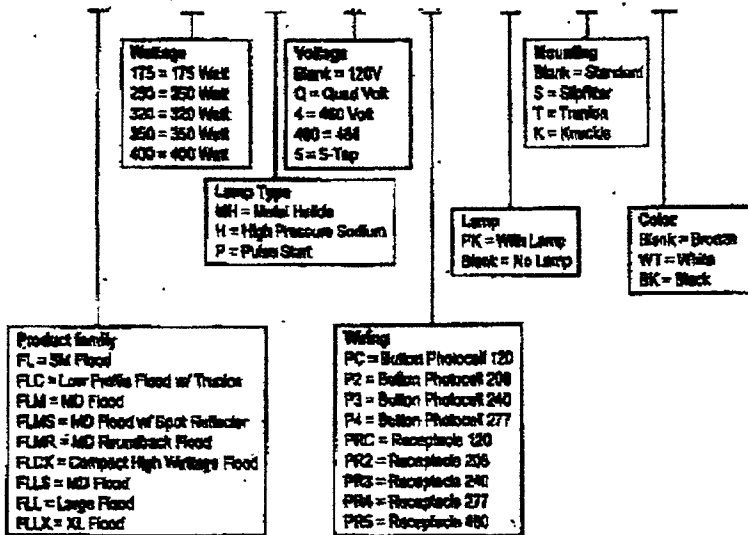 Wattage
175 = 175 Watt
250 = 250 Watt
320 = 320 Watt
350 = 350 Watt
400 = 400 Watt
Voltage
Blank = 120V
Q = Quad Volt
4 = 480 Volt
480 = 480
5 = 5-Tap
Mounting
Blank = Standard
S = Slipfitter
T = Trunion
K = Knuckle
Lamp Type
MH = Metal Halide
H = High Pressure Sodium
P = Pulse Start
Lamp
PK = With Lamp
Blank = No Lamp
Color
Blank = Bronze
WT = White
BK = Black
Product family
FL = SM Flood
FLC = Low Profile Flood w/ Trunion
FLM = MD Flood
FLMS = MD Flood w/ Spot Reflector
FLMR = MD Roundback Flood
FLCX = Compact High Wattage Flood
FLLS = MD Flood
FLL = Large Flood
FLLX = XL Flood
Wiring
PC = Button Photocell 120
P2 = Button Photocell 208
P3 = Button Photocell 240
P4 = Button Photocell 277
PRC = Receptacle 120
PR2 = Receptacle 208
PR3 = Receptacle 240
PR4 = Receptacle 277
PR5 = Receptacle 480